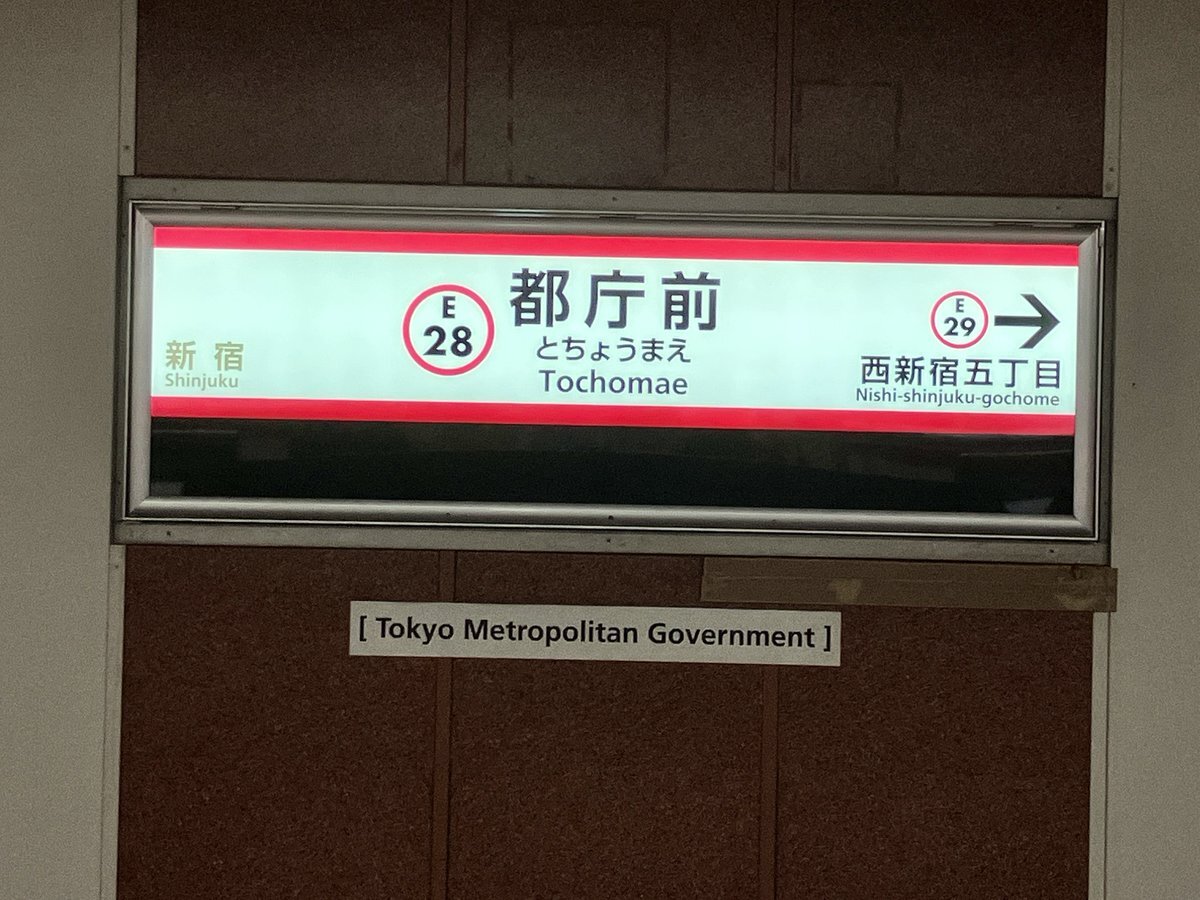 新宿
Shinjuku
E
28
都庁前
とちょうまえ
Tochomae
E
29
西新宿五丁目
Nishi-shinjuku-gochome
[ Tokyo Metropolitan Government ]